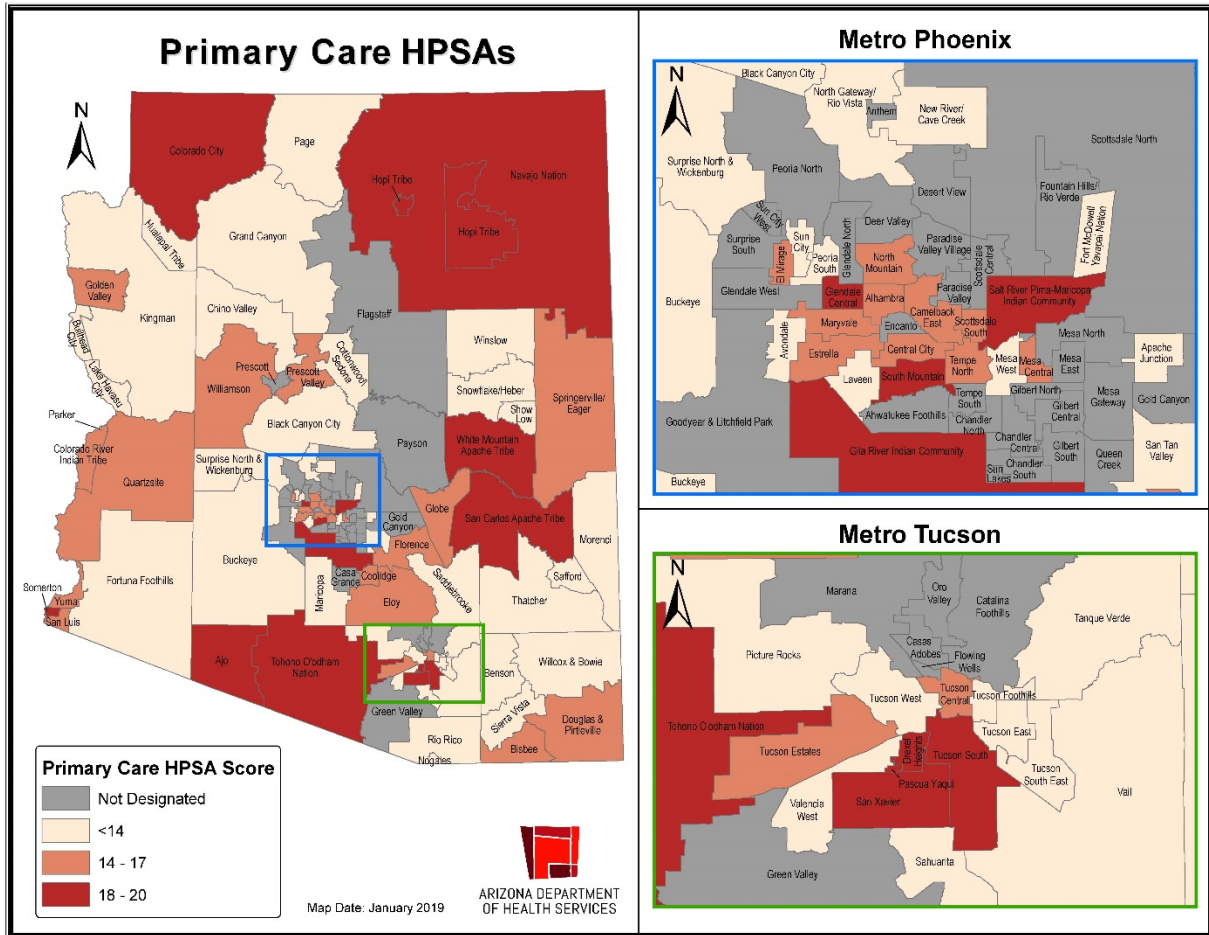 Primary Care HPSAs
N
Colorado City
Page
Navajo Nation
Hopi Tribe
Hopi Tribe
Hualapai Tribe
Grand Canyon
Golden Valley
Kingman
Chino Valley
Flagstaff
Bullhead City
Lake Havasu City
Williamson
Prescott
Prescott Valley
Cottonwood/
Sedona
Winslow
Snowflake/Heber
Show Low
Springerville/
Eager
Black Canyon City
Payson
White Mountain
Apache Tribe
Parker
Colorado River
Indian Tribe
Quartzsite
Surprise North &
Wickenburg
Buckeye
Gold Canyon
Globe
San Carlos Apache Tribe
Morenci
Florence
Safford
Fortuna Foothills
Maricopa
Casa Grande
Coolidge
Saddlebrooke
Thatcher
Somerton
Yuma
San Luis
Eloy
Ajo
Tohono O'odham
Nation
Benson
Willcox & Bowie
Green Valley
Sierra Vista
Rio Rico
Nogales
Douglas &
Pirtleville
Bisbee
Primary Care HPSA Score
Not Designated
<14
14 - 17
18 - 20
Map Date: January 2019
ARIZONA DEPARTMENT
OF HEALTH SERVICES
Metro Phoenix
N
Black Canyon City
North Gateway/
Rio Vista
Anthem
New River/
Cave Creek
Scottsdale North
Surprise North &
Wickenburg
Peoria North
Desert View
Fountain Hills/
Rio Verde
Fort McDowell/
Yavapai Nation
Sun City West
Surprise South
El Mirage
Sun City
Peoria South
Glendale North
Deer Valley
North Mountain
Paradise Valley Village
Scottsdale Central
Glendale West
Glendale Central
Alhambra
Paradise Valley
Salt River Pima-Maricopa
Indian Community
Buckeye
Avondale
Maryvale
Encanto
Camelback East
Scottsdale South
Mesa North
Estrella
Central City
Tempe North
Mesa West
Mesa Central
Mesa East
Apache Junction
Laveen
South Mountain
Goodyear & Litchfield Park
Ahwatukee Foothills
Tempe South
Chandler North
Gilbert North
Gilbert Central
Mesa Gateway
Gold Canyon
Gila River Indian Community
Chandler Central
Gilbert South
Queen Creek
San Tan Valley
Sun Lakes
Chandler South
Buckeye
Metro Tucson
N
Marana
Oro Valley
Catalina Foothills
Tanque Verde
Picture Rocks
Casas Adobes
Flowing Wells
Tucson West
Tucson Central
Tucson Foothills
Tohono O'odham Nation
Tucson Estates
Drexel Heights
Tucson South
Tucson East
Tucson South East
Vail
Pascua Yaqui
Valencia West
San Xavier
Green Valley
Sahuarita